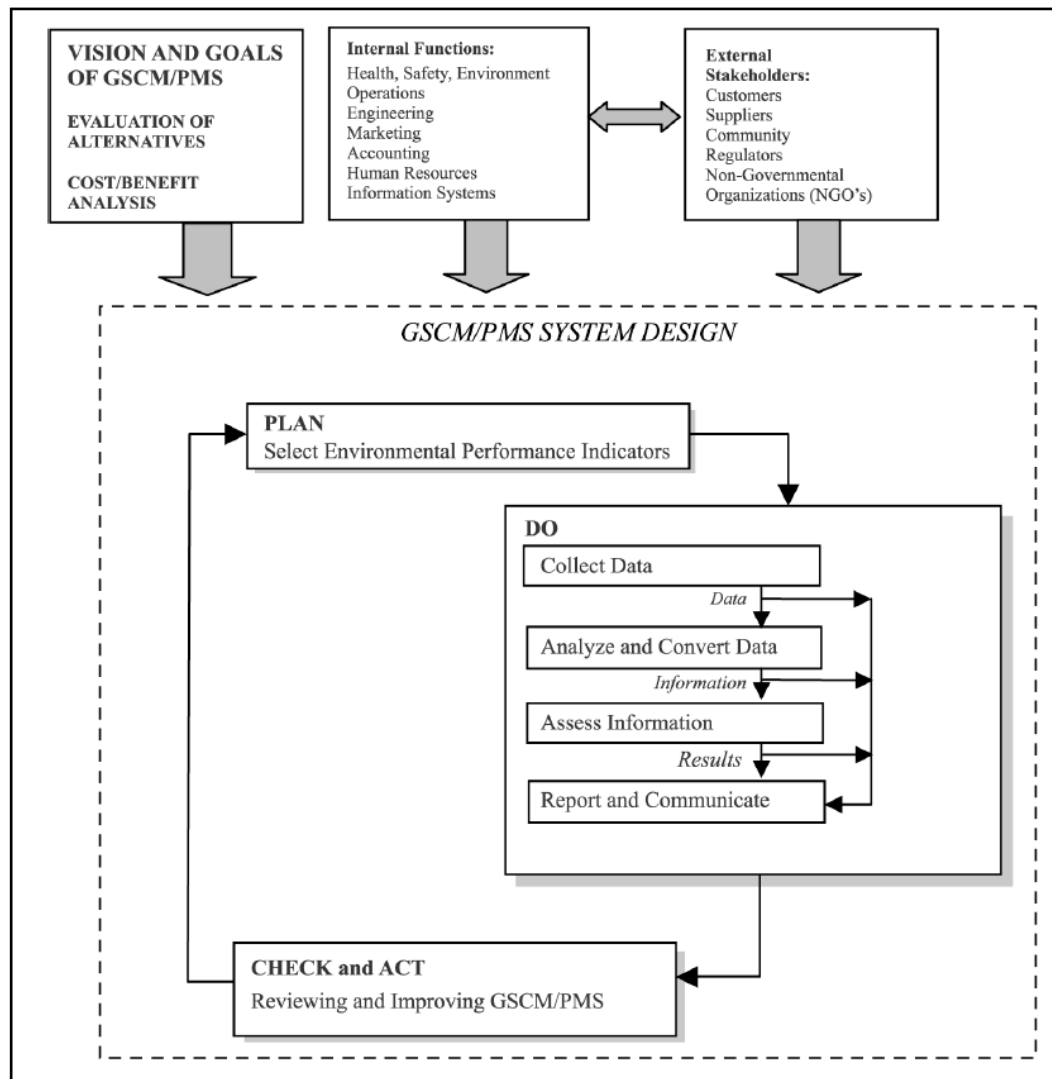 VISION AND GOALS
OF GSCM/PMS
EVALUATION OF
ALTERNATIVES
COST/BENEFIT
ANALYSIS
Internal Functions:
Health, Safety, Environment
Operations
Engineering
Marketing
Accounting
Human Resources
Information Systems
External
Stakeholders:
Customers
Suppliers
Community
Regulators
Non-Governmental
Organizations (NGO's)
GSCM/PMS SYSTEM DESIGN
PLAN
Select Environmental Performance Indicators
DO
Collect Data
Data
Analyze and Convert Data
Information
Assess Information
Results
Report and Communicate
CHECK and ACT
Reviewing and Improving GSCM/PMS